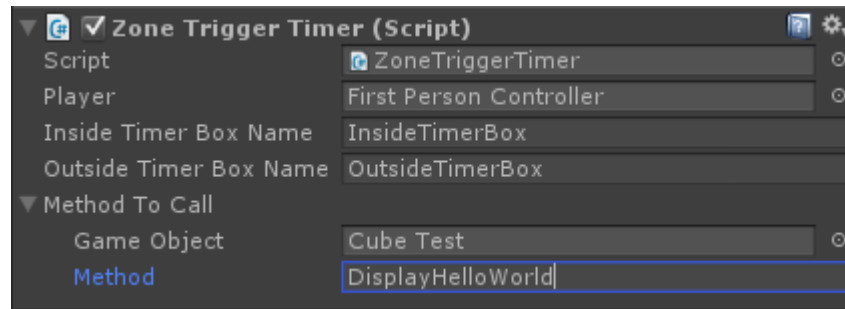 Zone Trigger Timer (Script)
Script ZoneTriggerTimer
Player First Person Controller
Inside Timer Box Name InsideTimerBox
Outside Timer Box Name OutsideTimerBox
Method To Call
Game Object Cube Test
Method DisplayHelloWorld